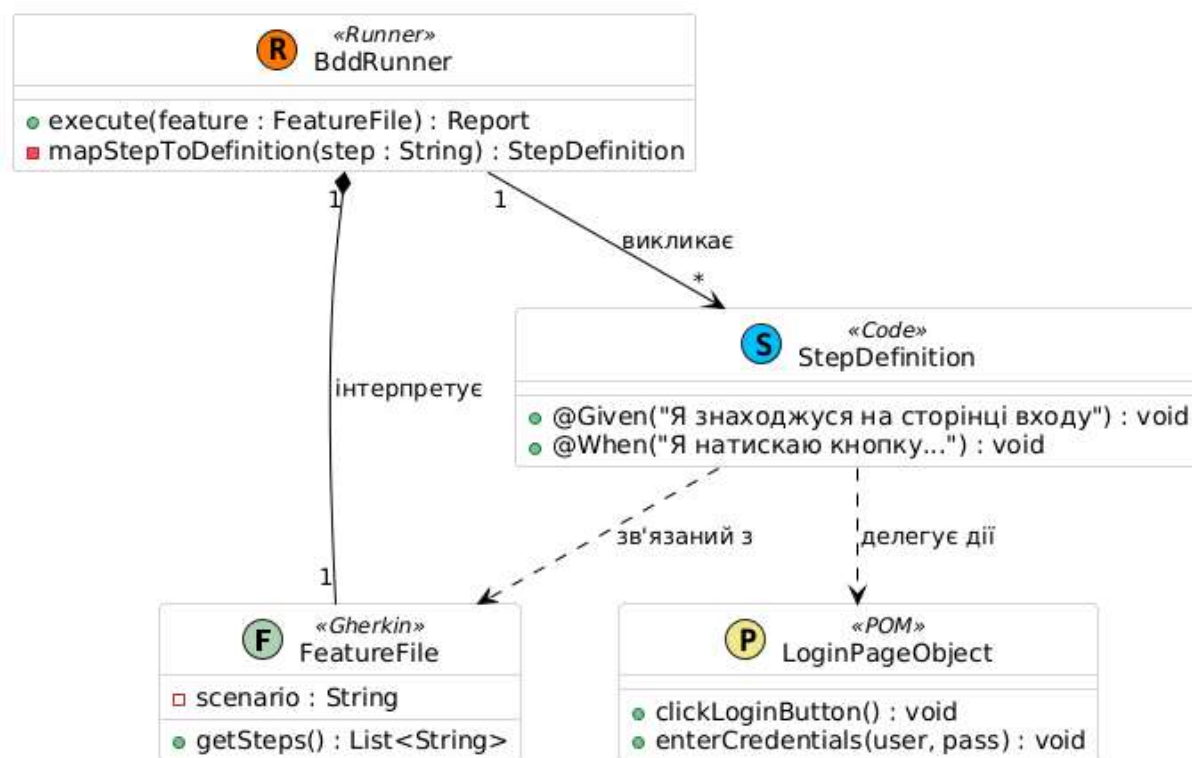 R
«Runner»
BddRunner
execute(feature : FeatureFile) : Report
mapStepToDefinition(step : String) : StepDefinition
1
1
викликає
*
S
«Code»
StepDefinition
@Given("Я знаходжуся на сторінці входу") : void
@When("Я натискаю кнопку...") : void
інтерпретує
зв'язаний з
делегує дії
1
F
«Gherkin»
FeatureFile
scenario : String
getSteps() : List<String>
P
«POM»
LoginPageObject
clickLoginButton() : void
enterCredentials(user, pass) : void